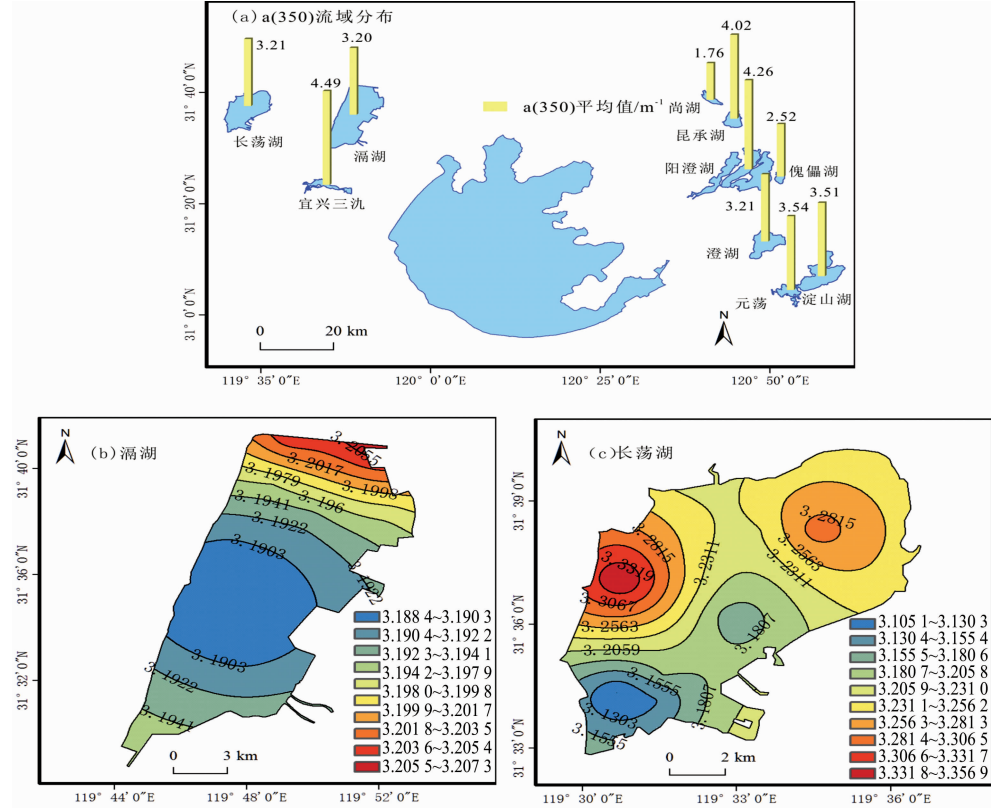 (a) a(350)流域分布
3.21
3.20
4.49
长荡湖
滆湖
宜兴三氿
a(350)平均值/m⁻¹
1.76
4.02
4.26
2.52
尚湖
昆承湖
阳澄湖
傀儡湖
3.21
3.54
3.51
澄湖
元荡
淀山湖
N
0 20 km
31° 40′0″N
31° 20′0″N
31° 0′0″N
119° 35′ 0″E
120° 0′0″E
120° 25′0″E
120° 50′0″E
N
(b) 滆湖
3.2055
3.2017
3.1998
3.1979
3.196
3.1941
3.1922
3.1903
3.1922
3.1903
3.1922
3.1941
3.188 4~3.190 3
3.190 4~3.192 2
3.192 3~3.194 1
3.194 2~3.197 9
3.198 0~3.199 8
3.199 9~3.201 7
3.201 8~3.203 5
3.203 6~3.205 4
3.205 5~3.207 3
0 3 km
31° 40′0″N
31° 36′0″N
31° 32′0″N
119° 44′0″E
119° 48′0″E
119° 52′0″E
N
(c) 长荡湖
3.2815
3.3319
3.3067
3.2563
3.2059
3.2311
3.2815
3.2563
3.2311
3.1807
3.1555
3.1807
3.1303
3.1555
3.105 1~3.130 3
3.130 4~3.155 4
3.155 5~3.180 6
3.180 7~3.205 8
3.205 9~3.231 0
3.231 1~3.256 2
3.256 3~3.281 3
3.281 4~3.306 5
3.306 6~3.331 7
3.331 8~3.356 9
0 2 km
31° 39′0″N
31° 36′0″N
31° 33′0″N
119° 30′0″E
119° 33′0″E
119° 36′0″E